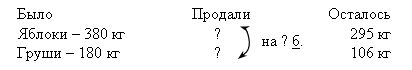 Было Продали Осталось
Яблоки – 380 кг ? 295 кг
на ? б.
Груши – 180 кг ? 106 кг